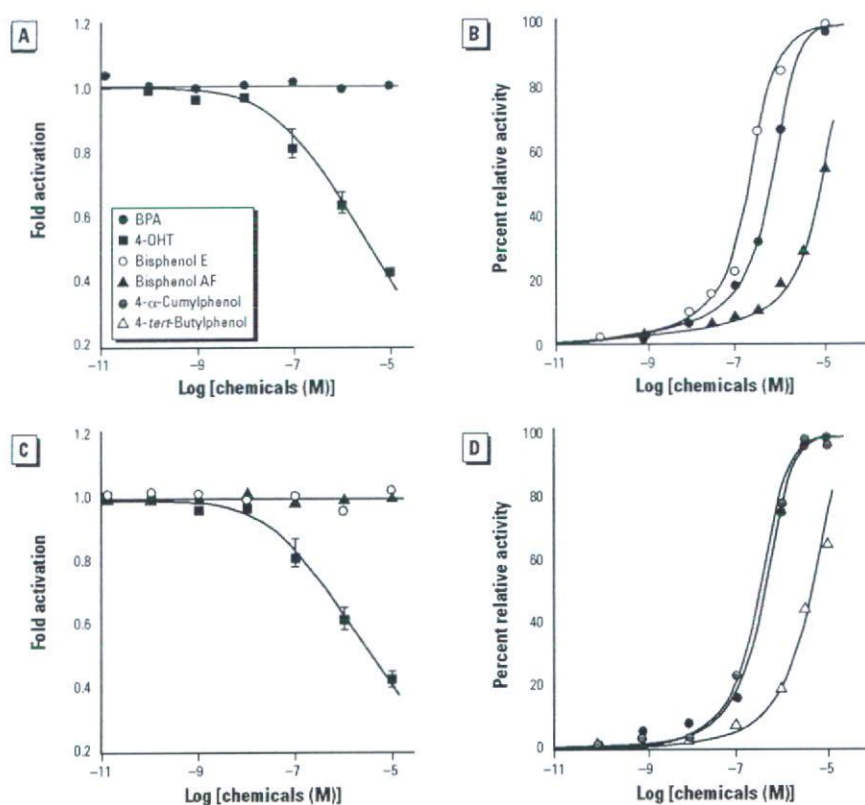 A
Fold activation
1.2
1.0
0.8
0.6
0.4
0.2
BPA
4-OHT
Bisphenol E
Bisphenol AF
4-α-Cumylphenol
4-tert-Butylphenol
−11
−9
−7
−5
Log [chemicals (M)]
B
Percent relative activity
100
80
60
40
20
0
−11
−9
−7
−5
Log [chemicals (M)]
C
Fold activation
1.2
1.0
0.8
0.6
0.4
0.2
−11
−9
−7
−5
Log [chemicals (M)]
D
Percent relative activity
100
80
60
40
20
0
−11
−9
−7
−5
Log [chemicals (M)]